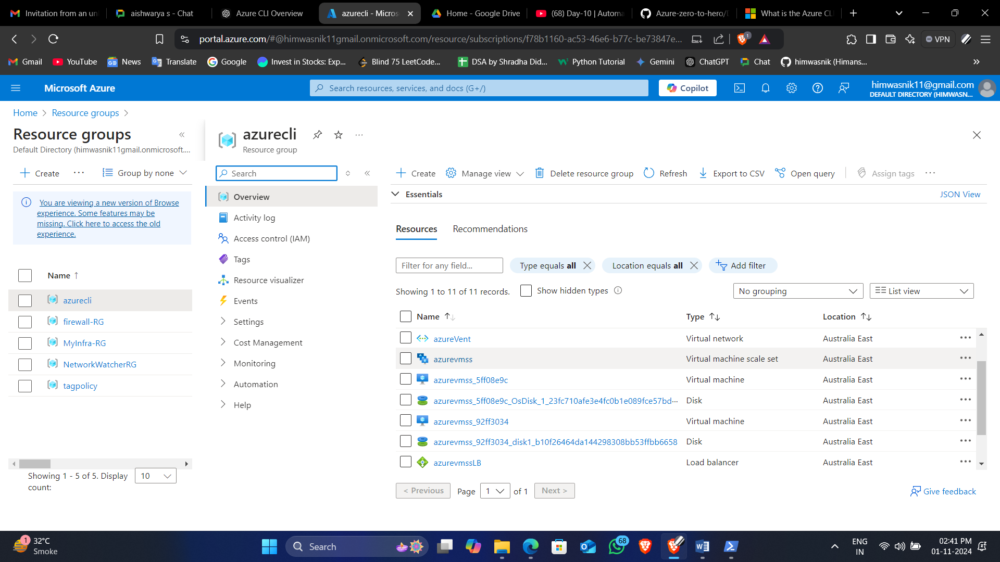 Invitation from an un
aishwarya s - Chat
Azure CLI Overview
azurecli - Micros
Home - Google Drive
(68) Day-10 | Automa
Azure-zero-to-hero/D
What is the Azure CL
portal.azure.com/#@himwasnik11gmail.onmicrosoft.com/resource/subscriptions/f78b1160-ac53-46e6-b77c-be73847e...
1
VPN
Gmail
YouTube
News
Translate
Google
Invest in Stocks: Exp...
Blind 75 LeetCode...
DSA by Shradha Did...
Python Tutorial
Gemini
ChatGPT
Chat
himwasnik (Himans...
Microsoft Azure
Search resources, services, and docs (G+/)
Copilot
himwasnik11@gmail.com
DEFAULT DIRECTORY (HIMWASN...
Home > Resource groups >
Resource groups
Default Directory (himwasnik11gmail.onmicrosoft....
Create
Group by none
You are viewing a new version of Browse
experience. Some features may be
missing. Click here to access the old
experience.
Name ↑
azurecli
firewall-RG
MyInfra-RG
NetworkWatcherRG
tagpolicy
Showing 1 - 5 of 5. Display
count:
10
azurecli
Resource group
Search
Overview
Activity log
Access control (IAM)
Tags
Resource visualizer
Events
Settings
Cost Management
Monitoring
Automation
Help
Create
Manage view
Delete resource group
Refresh
Export to CSV
Open query
Assign tags
Essentials
JSON View
Resources
Recommendations
Filter for any field...
Type equals all
Location equals all
Add filter
Showing 1 to 11 of 11 records.
Show hidden types
No grouping
List view
Name ↑↓ Type ↑↓ Location ↑↓
azureVent Virtual network Australia East
azurevmss Virtual machine scale set Australia East
azurevmss_5ff08e9c Virtual machine Australia East
azurevmss_5ff08e9c_OsDisk_1_23fc710afe3e4fc0b1e089fce57bd... Disk Australia East
azurevmss_92ff3034 Virtual machine Australia East
azurevmss_92ff3034_disk1_b10f26464da144298308bb53ffbb6658 Disk Australia East
azurevmssLB Load balancer Australia East
< Previous
Page
1
of 1
Next >
Give feedback
1
32°C
Smoke
Search
68
ENG
IN
02:41 PM
01-11-2024